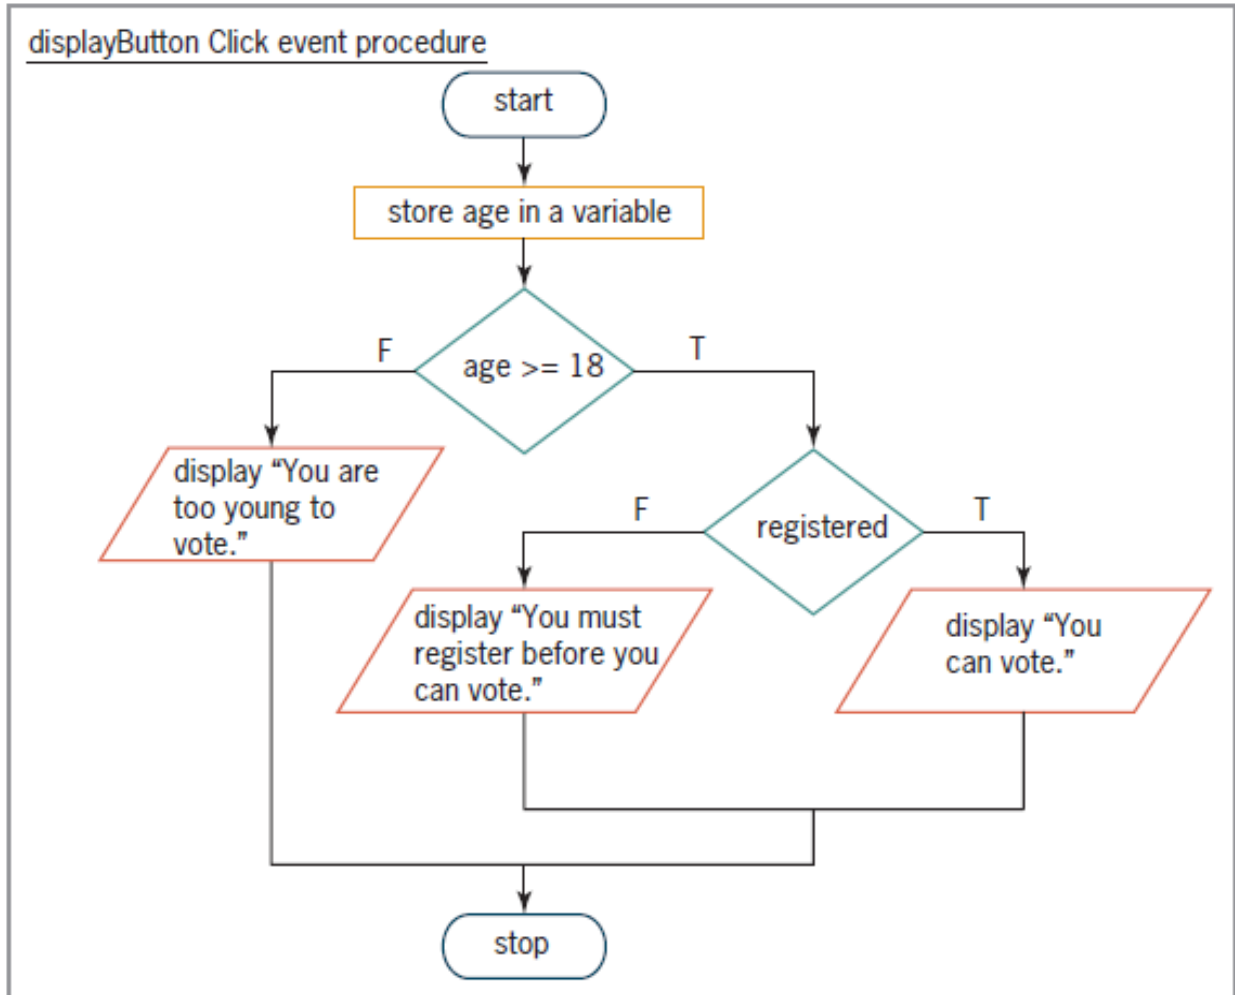 displayButton Click event procedure
start
store age in a variable
F
age >= 18
T
display “You are
too young to
vote.”
F
registered
T
display “You must
register before you
can vote.”
display “You
can vote.”
stop